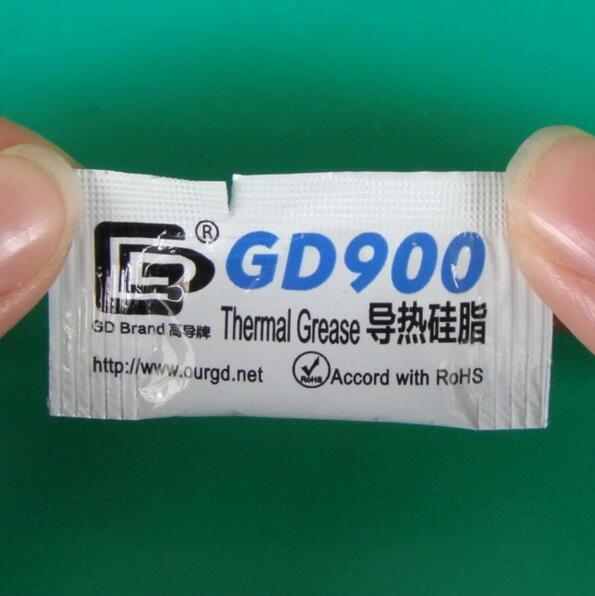 ® GD900
GD Brand 高导牌 Thermal Grease 导热硅脂
http://www.ourgd.net RoHS Accord with RoHS